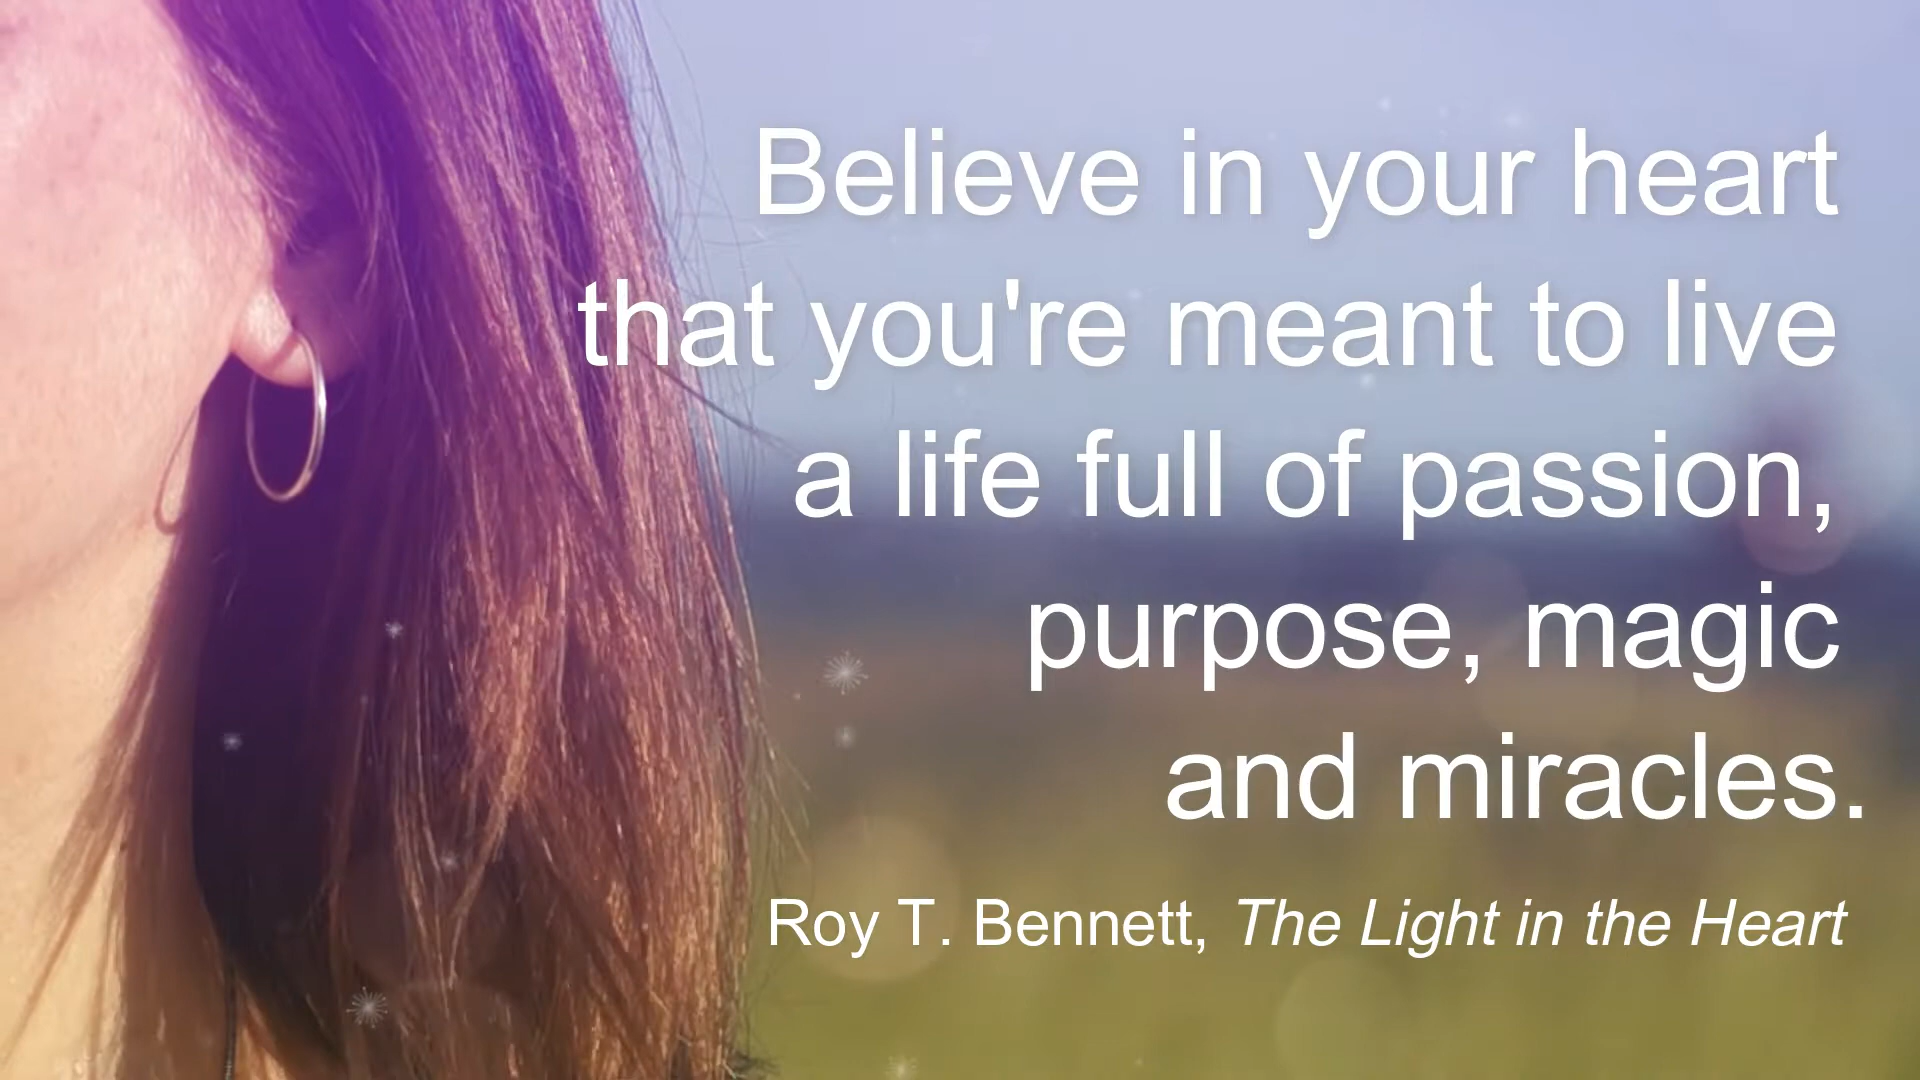 Believe in your heart
that you're meant to live
a life full of passion,
purpose, magic
and miracles.
Roy T. Bennett, The Light in the Heart